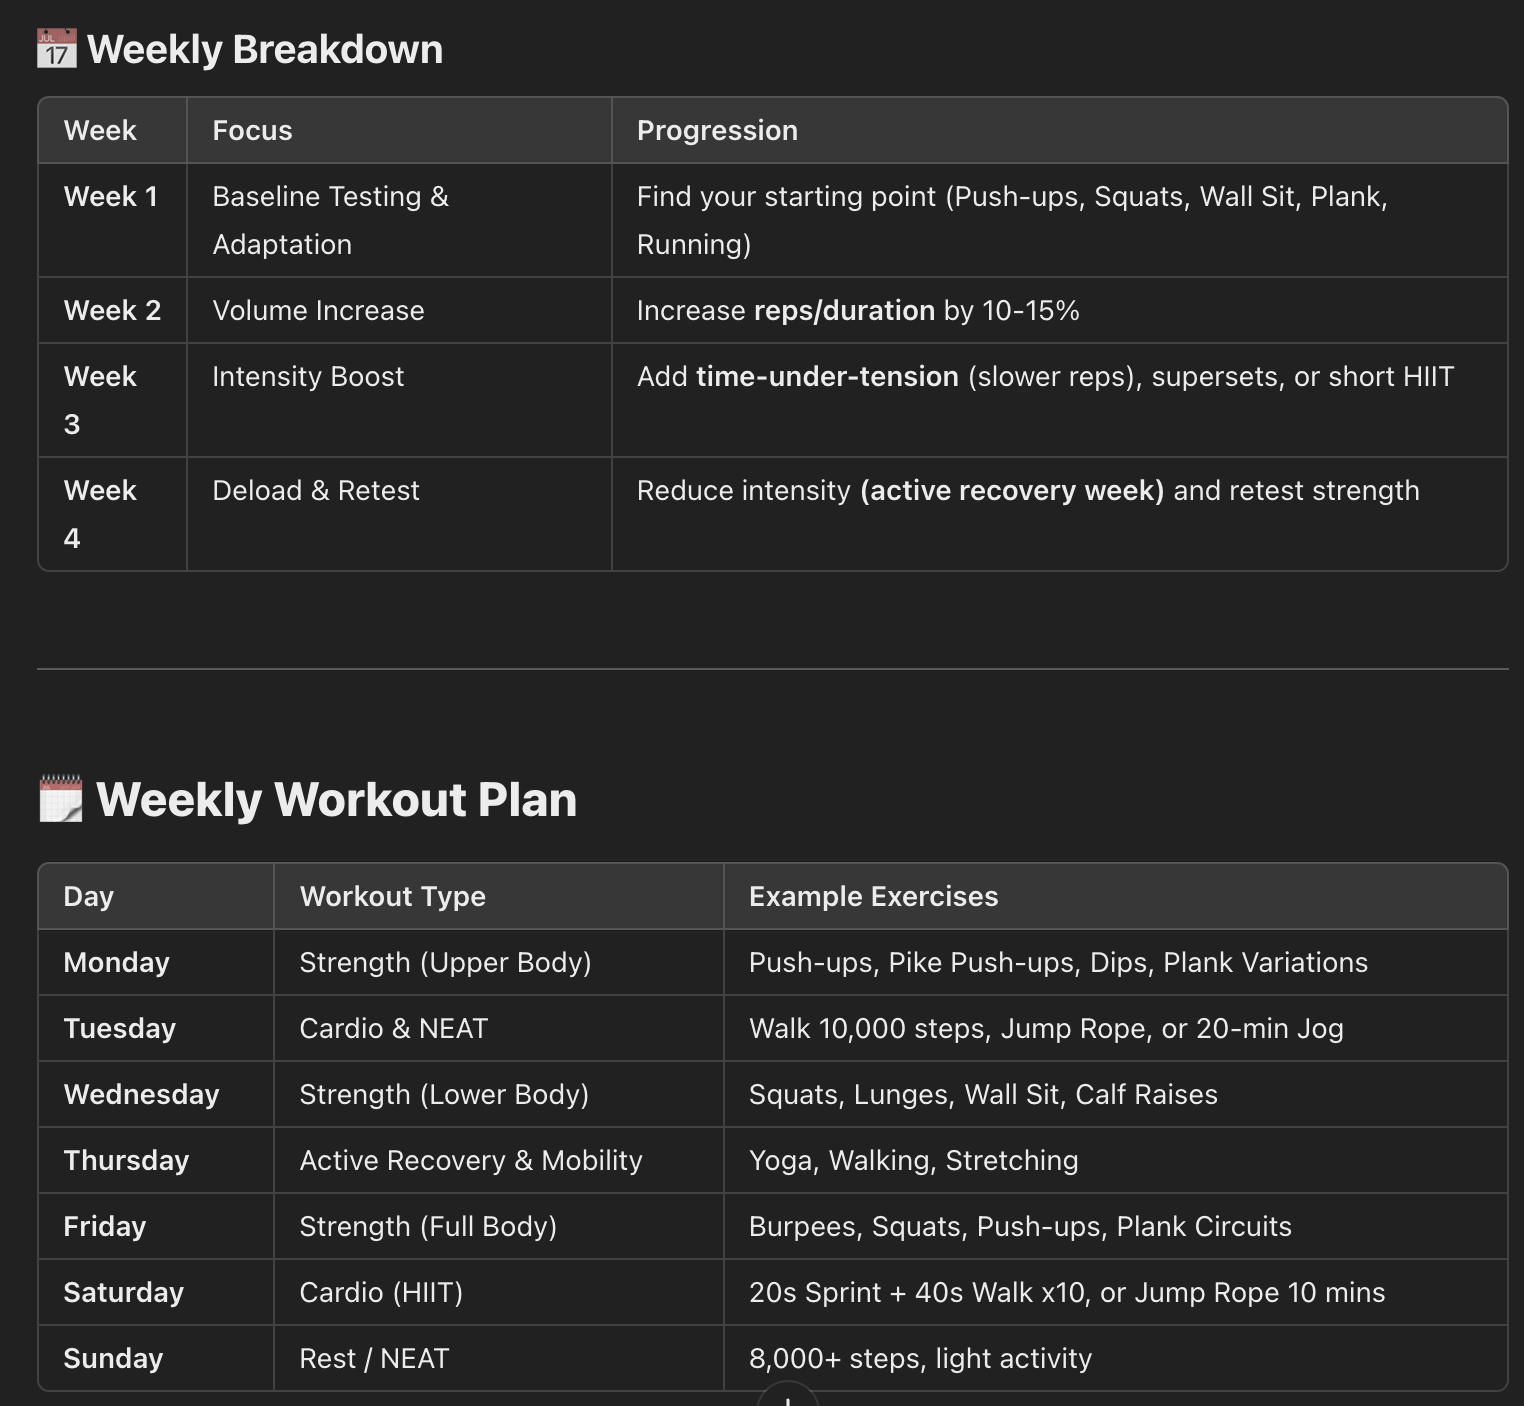 JUL
17
Weekly Breakdown
Week Focus Progression
Week 1 Baseline Testing & Find your starting point (Push-ups, Squats, Wall Sit, Plank,
Adaptation Running)
Week 2 Volume Increase Increase reps/duration by 10-15%
Week Intensity Boost Add time-under-tension (slower reps), supersets, or short HIIT
3
Week Deload & Retest Reduce intensity (active recovery week) and retest strength
4
Weekly Workout Plan
Day Workout Type Example Exercises
Monday Strength (Upper Body) Push-ups, Pike Push-ups, Dips, Plank Variations
Tuesday Cardio & NEAT Walk 10,000 steps, Jump Rope, or 20-min Jog
Wednesday Strength (Lower Body) Squats, Lunges, Wall Sit, Calf Raises
Thursday Active Recovery & Mobility Yoga, Walking, Stretching
Friday Strength (Full Body) Burpees, Squats, Push-ups, Plank Circuits
Saturday Cardio (HIIT) 20s Sprint + 40s Walk x10, or Jump Rope 10 mins
Sunday Rest / NEAT 8,000+ steps, light activity